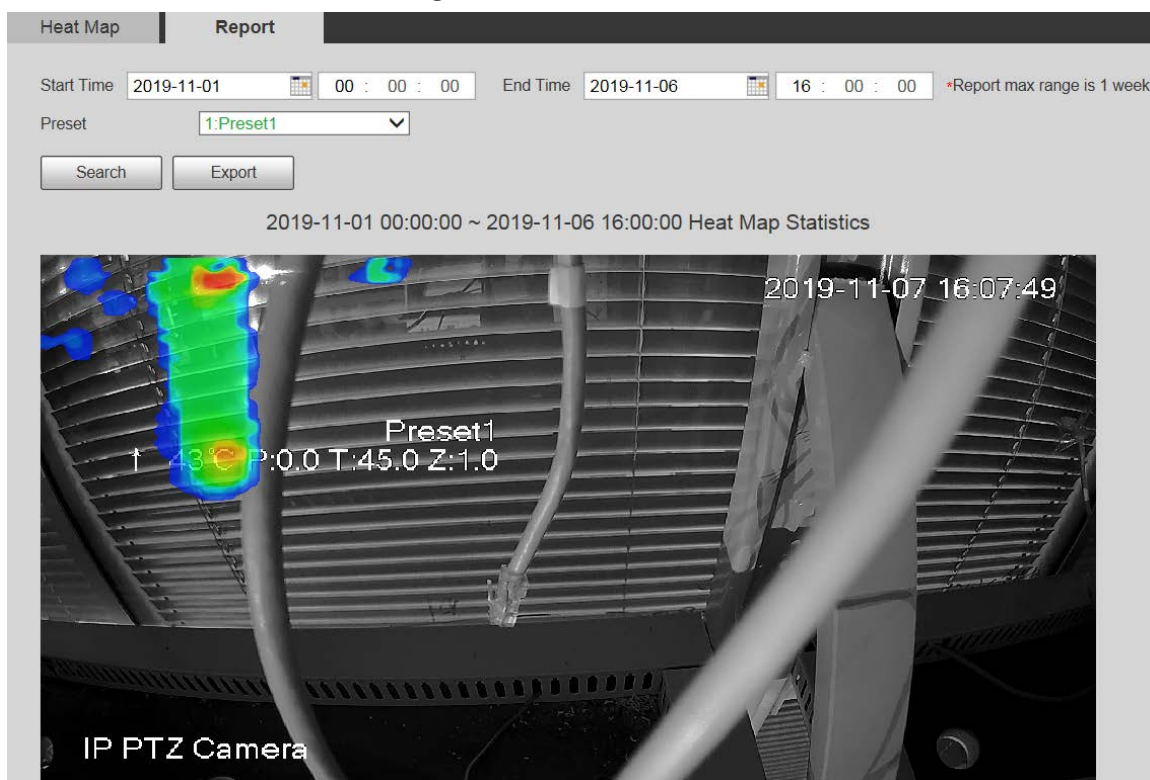 Heat Map Report
Start Time 2019-11-01 00 : 00 : 00 End Time 2019-11-06 16 : 00 : 00 *Report max range is 1 week
Preset 1:Preset1
Search Export
2019-11-01 00:00:00 ~ 2019-11-06 16:00:00 Heat Map Statistics
2019-11-07 16:07:49
Preset1
↑ 43°C P:0.0 T:45.0 Z:1.0
IP PTZ Camera